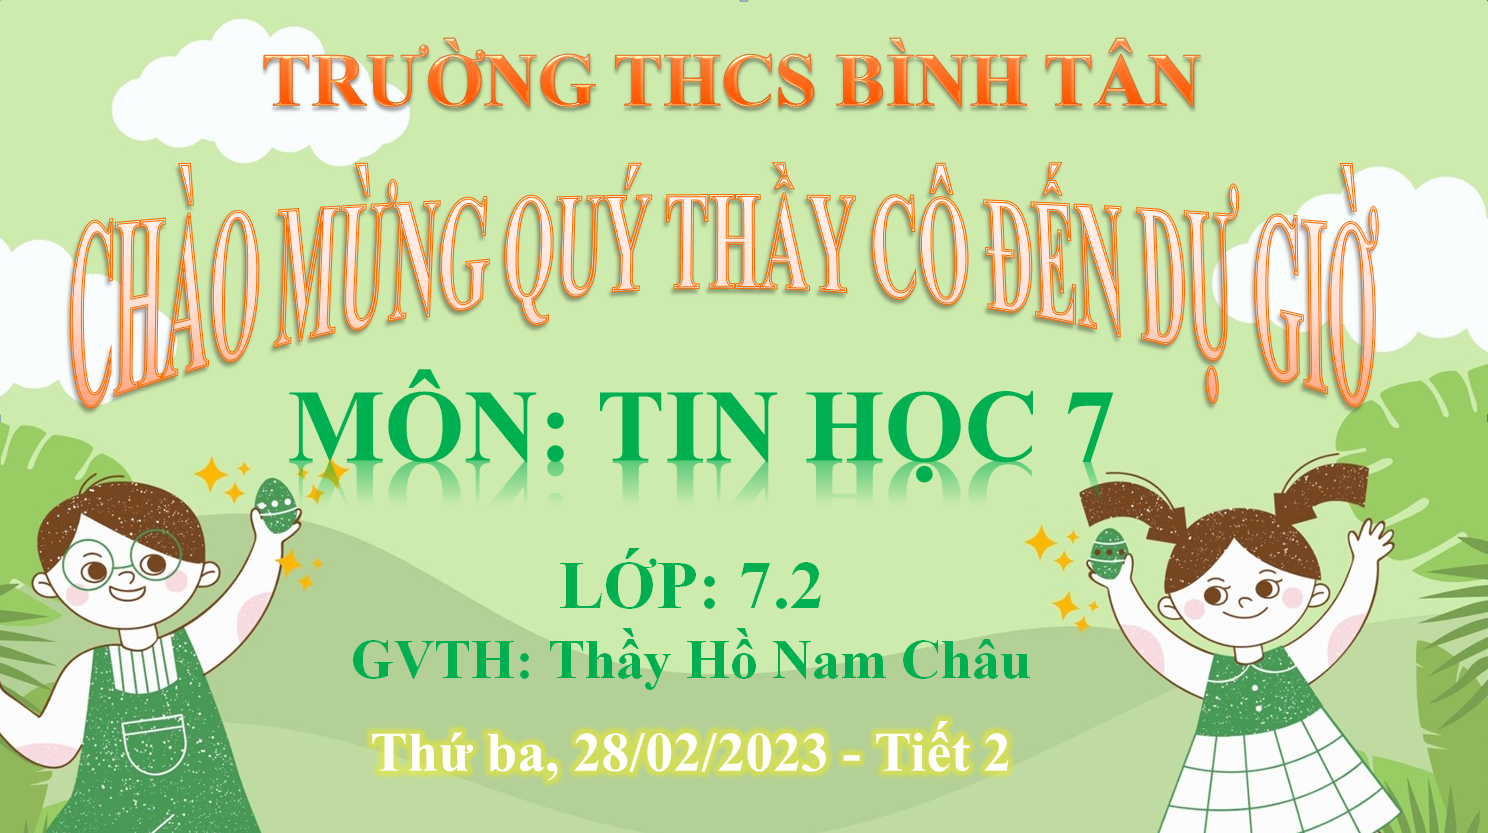 TRƯỜNG THCS BÌNH TÂN
CHÀO MỪNG QUÝ THẦY CÔ ĐẾN DỰ GIỜ
MÔN: TIN HỌC 7
LỚP: 7.2
GVTH: Thầy Hồ Nam Châu
Thứ ba, 28/02/2023 - Tiết 2